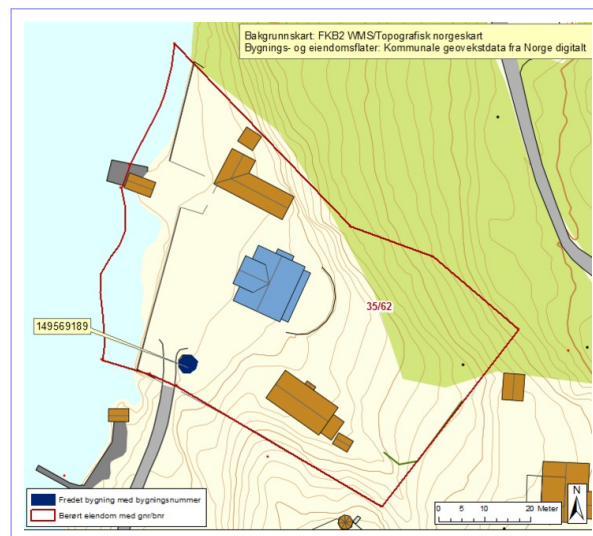 Bakgrunnskart: FKB2 WMS/Topografisk norgeskart
Bygnings- og eiendomsflater: Kommunale geovekstdata fra Norge digitalt
35/62
149569189
Fredet bygning med bygningsnummer
Berørt eiendom med gnr/bnr
N
0 5 10 20 Meter